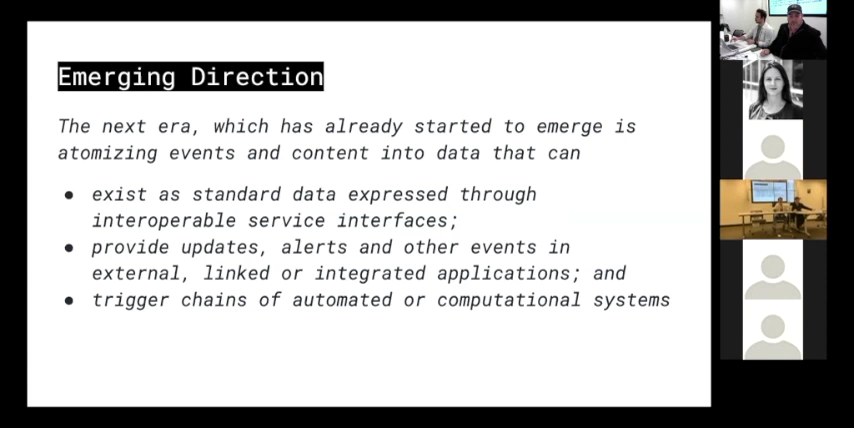 Emerging Direction
The next era, which has already started to emerge is
atomizing events and content into data that can
● exist as standard data expressed through
interoperable service interfaces;
● provide updates, alerts and other events in
external, linked or integrated applications; and
● trigger chains of automated or computational systems